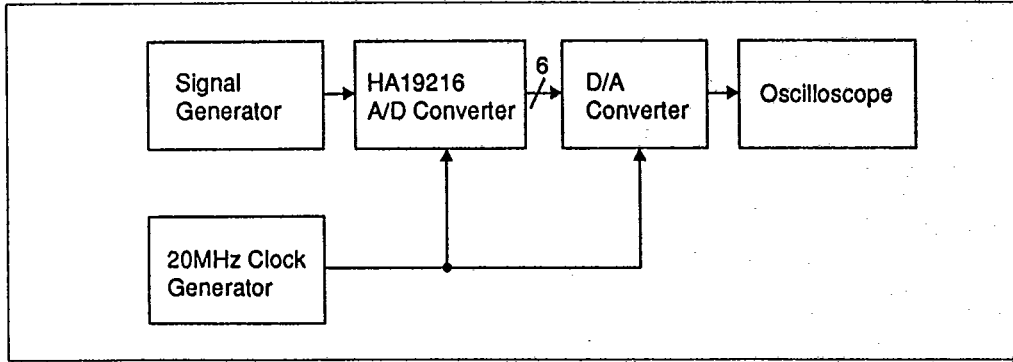 Signal
Generator
HA19216
A/D Converter
6
D/A
Converter
Oscilloscope
20MHz Clock
Generator